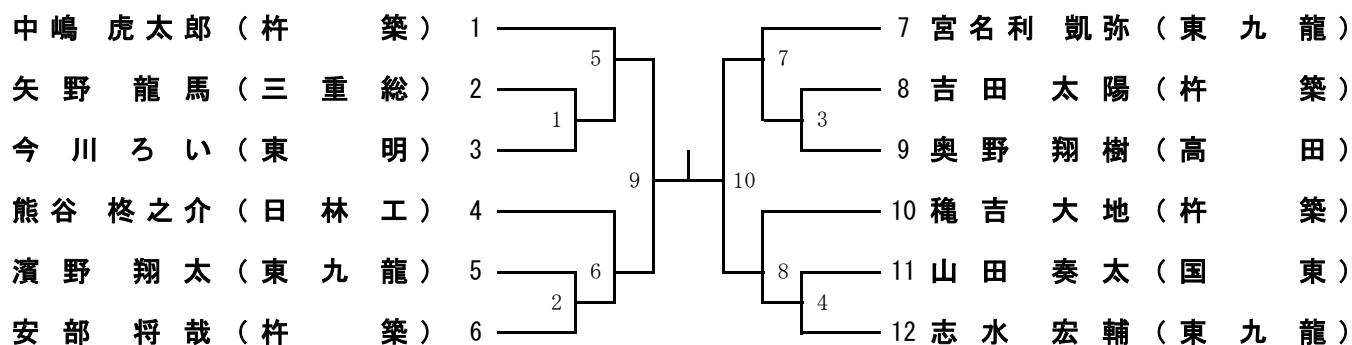 中嶋 虎太郎 ( 杵 築 ) 1
矢野 龍馬 ( 三重総 ) 2
今川ろい ( 東 明 ) 3
熊谷 柊之介 ( 日林工 ) 4
濱野 翔太 ( 東九龍 ) 5
安部 将哉 ( 杵 築 ) 6
5
1
9
6
2
7 宮名利 凱弥 ( 東九龍 )
8 吉田 太陽 ( 杵 築 )
9 奥野 翔樹 ( 高 田 )
10 穐吉 大地 ( 杵 築 )
11 山田 奏太 ( 国 東 )
12 志水 宏輔 ( 東九龍 )
7
3
10
8
4